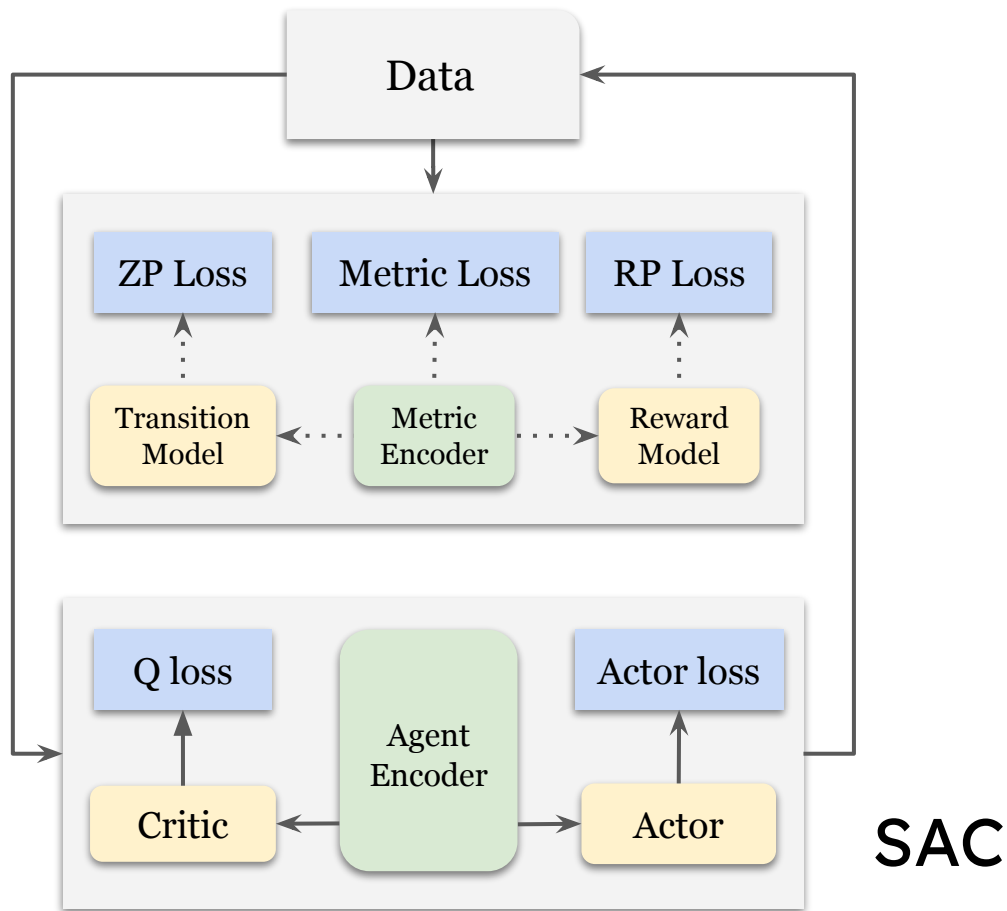 Data
ZP Loss
Metric Loss
RP Loss
Transition
Model
Metric
Encoder
Reward
Model
Q loss
Agent
Encoder
Actor loss
Critic
Actor
SAC